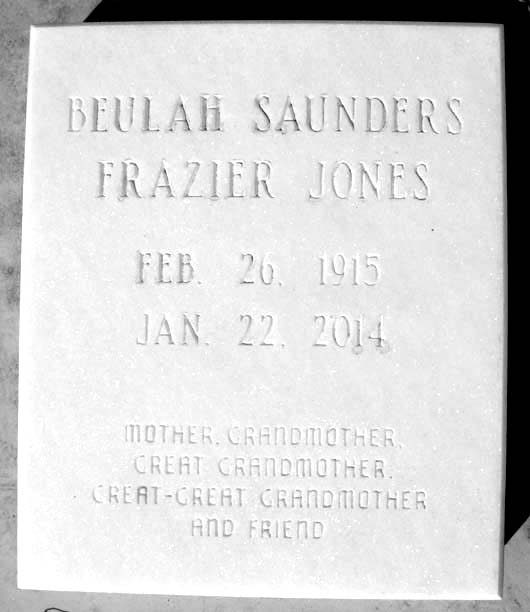 BEULAH SAUNDERS
FRAZIER JONES
FEB. 26, 1915
JAN. 22, 2014
MOTHER, GRANDMOTHER,
GREAT GRANDMOTHER,
GREAT-GREAT GRANDMOTHER
AND FRIEND